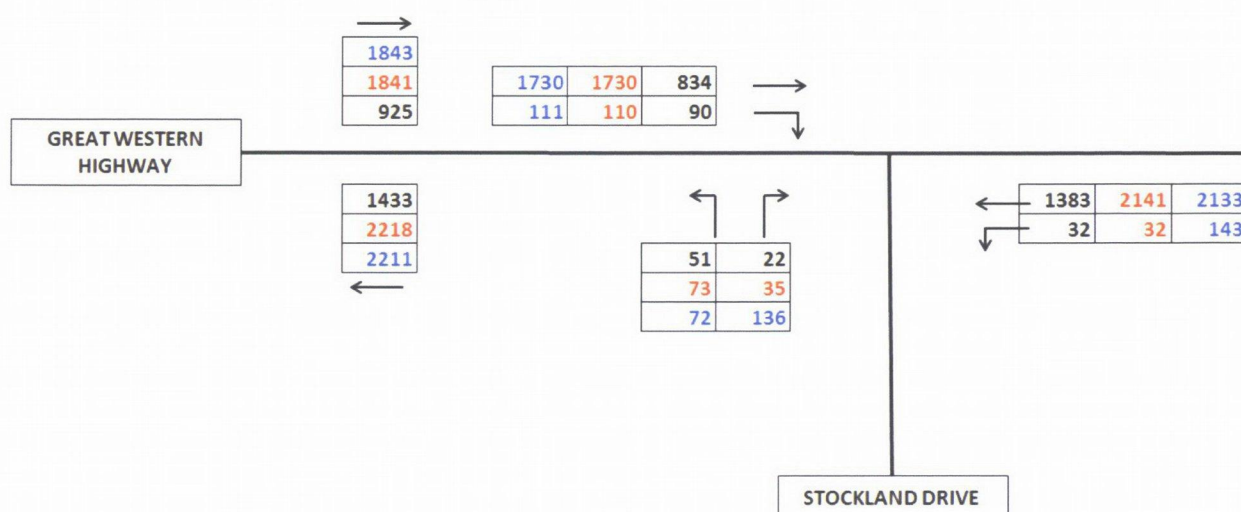 1843
1841
925
1730 1730 834
111 110 90
GREAT WESTERN
HIGHWAY
1433
2218
2211
51 22
73 35
72 136
1383 2141 2133
32 32 143
STOCKLAND DRIVE